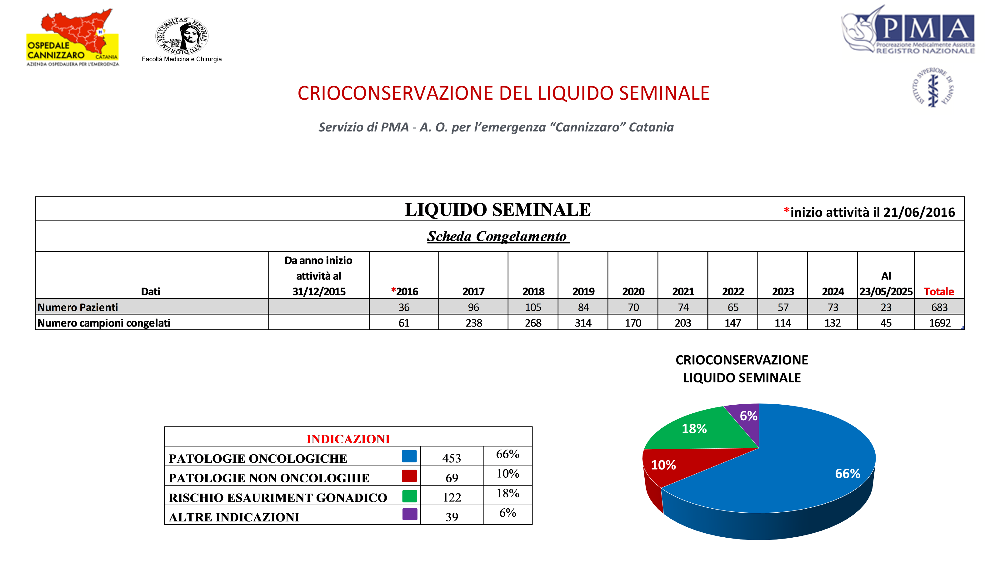 OSPEDALE
CANNIZZARO CATANIA
AZIENDA OSPEDALIERA PER L'EMERGENZA
VNIVERSITAS HENNAE STUDIORUM
LIBERA
UNIVERSITÀ
KORE
ENNA
Facoltà Medicina e Chirurgia
PMA
Procreazione Medicalmente Assistita
REGISTRO NAZIONALE
ISTITVTO SVPERIORE DI SANITÀ
CRIOCONSERVAZIONE DEL LIQUIDO SEMINALE
Servizio di PMA - A. O. per l’emergenza “Cannizzaro” Catania
LIQUIDO SEMINALE *inizio attività il 21/06/2016
Scheda Congelamento
Dati Da anno inizio attività al 31/12/2015 *2016 2017 2018 2019 2020 2021 2022 2023 2024 Al 23/05/2025 Totale
Numero Pazienti 36 96 105 84 70 74 65 57 73 23 683
Numero campioni congelati 61 238 268 314 170 203 147 114 132 45 1692
CRIOCONSERVAZIONE
LIQUIDO SEMINALE
6%
18%
10%
66%
INDICAZIONI
PATOLOGIE ONCOLOGICHE 453 66%
PATOLOGIE NON ONCOLOGIHE 69 10%
RISCHIO ESAURIMENT GONADICO 122 18%
ALTRE INDICAZIONI 39 6%